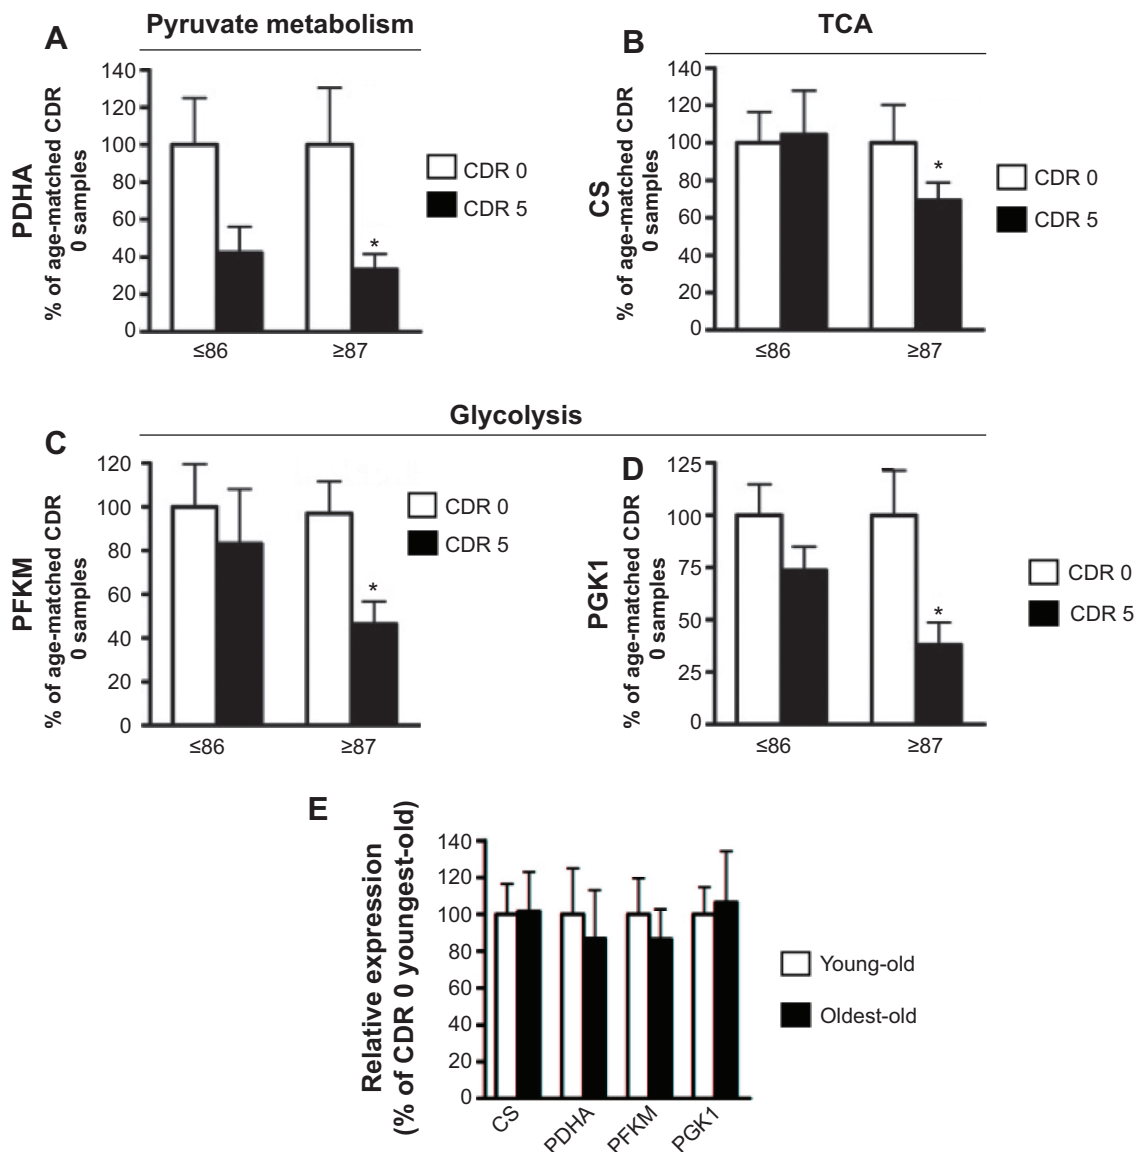 Pyruvate metabolism
A
PDHA
% of age-matched CDR
0 samples
140
120
100
80
60
40
20
0
*
≤86
≥87
CDR 0
CDR 5
TCA
B
CS
% of age-matched CDR
0 samples
140
120
100
80
60
40
20
0
*
≤86
≥87
CDR 0
CDR 5
Glycolysis
C
PFKM
% of age-matched CDR
0 samples
120
100
80
60
40
20
0
*
≤86
≥87
CDR 0
CDR 5
D
PGK1
% of age-matched CDR
0 samples
125
100
75
50
25
0
*
≤86
≥87
CDR 0
CDR 5
E
Relative expression
(% of CDR 0 youngest-old)
140
120
100
80
60
40
20
0
CS
PDHA
PFKM
PGK1
Young-old
Oldest-old